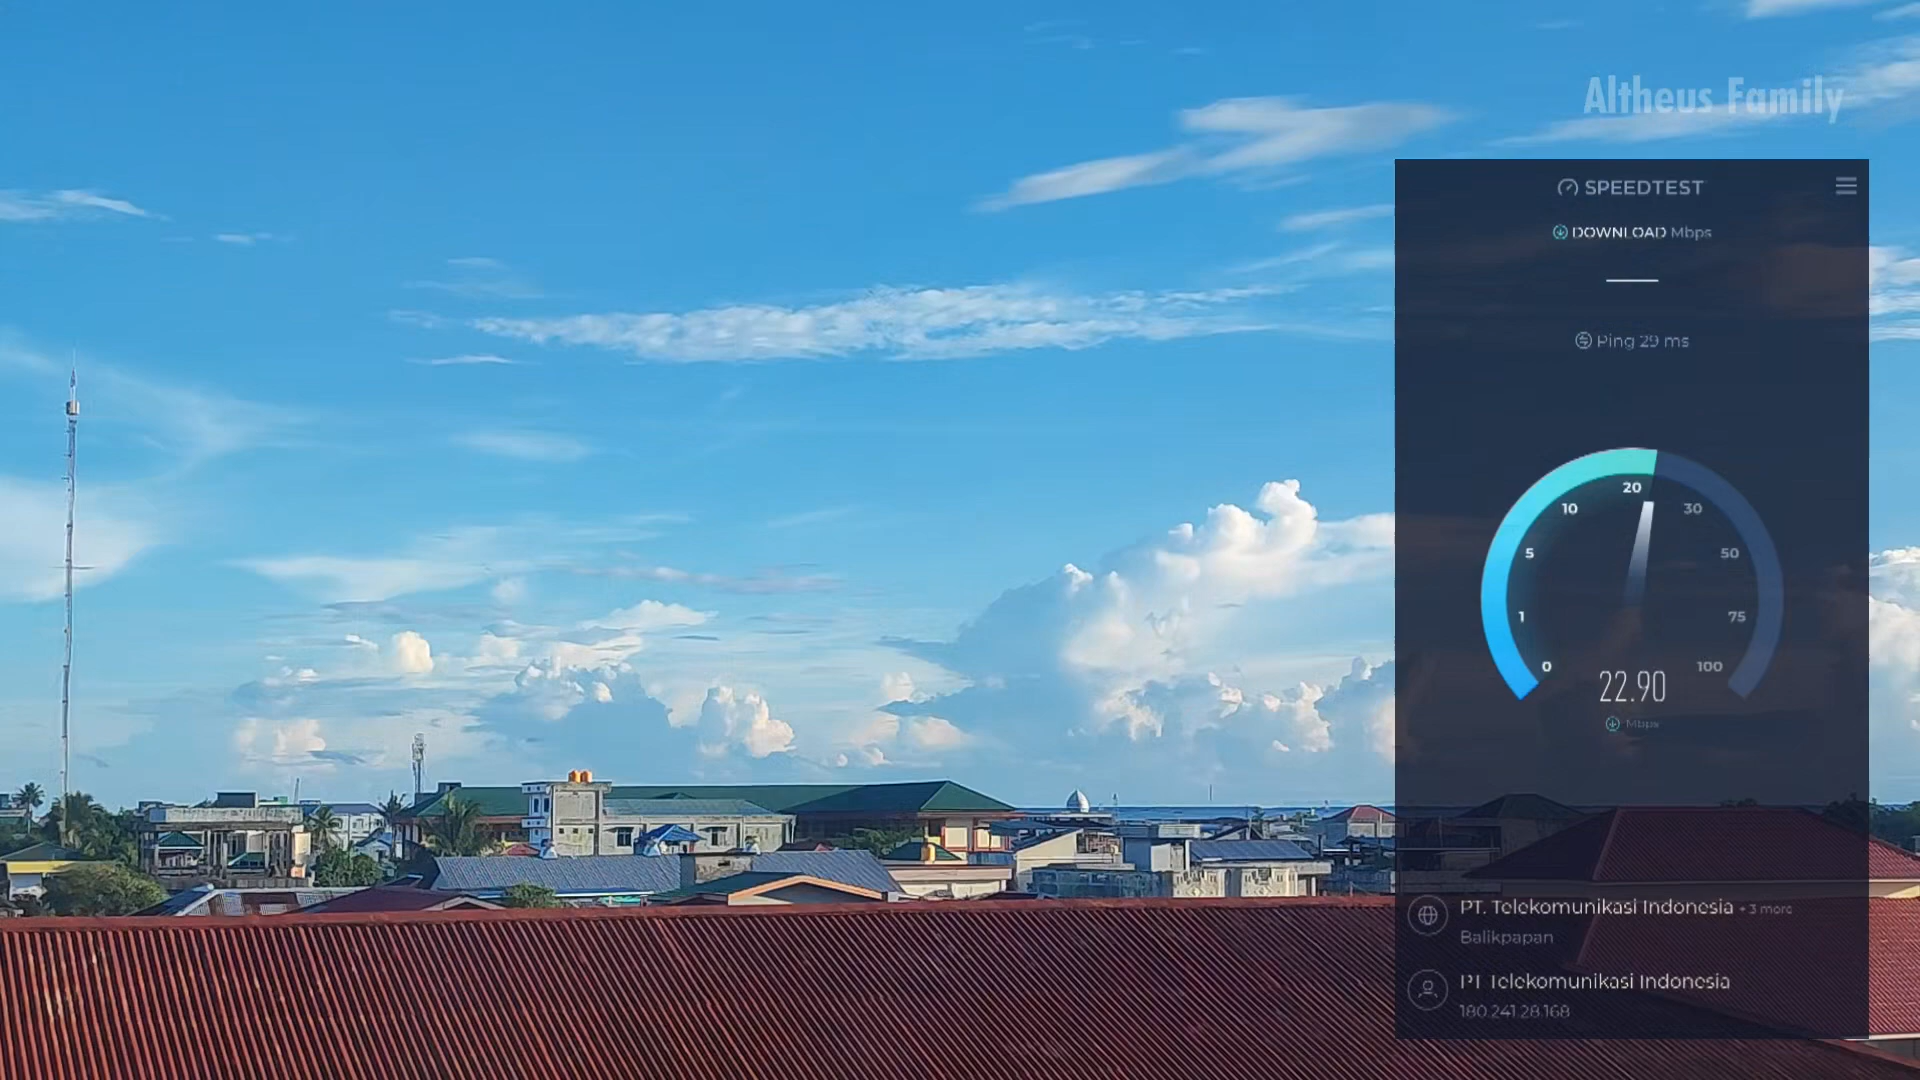 Altheus Family
SPEEDTEST
DOWNLOAD Mbps
Ping 29 ms
20
10
30
5
50
1
75
0
100
22.90
Mbps
PT. Telekomunikasi Indonesia + 3 more
Balikpapan
PT Telekomunikasi Indonesia
180.241.28.168